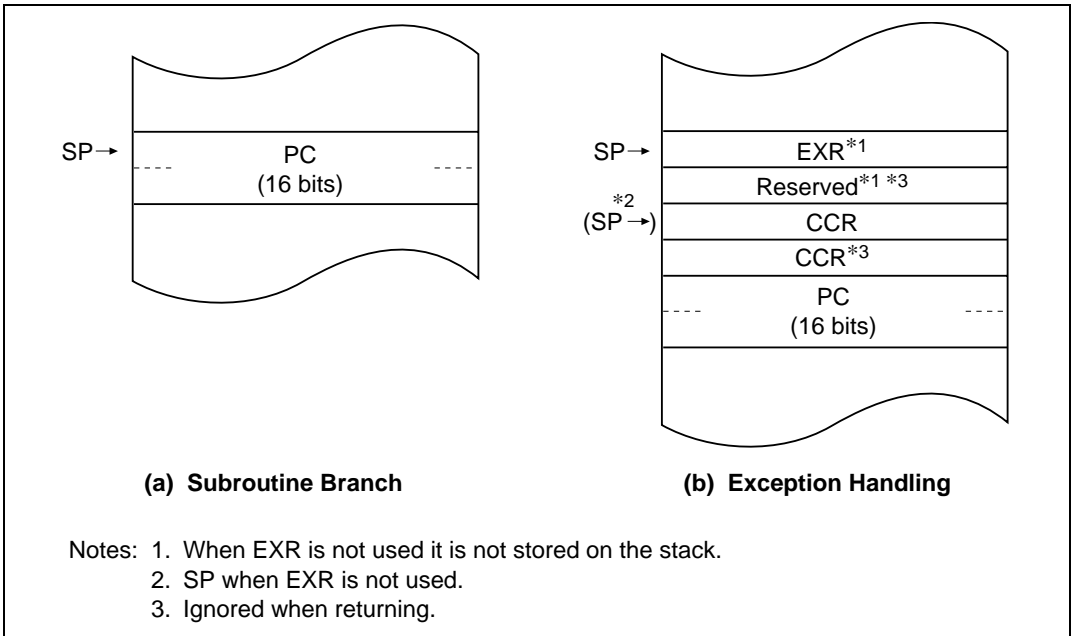 SP→
PC
(16 bits)
(a) Subroutine Branch
SP→
EXR*1
Reserved*1 *3
*2
(SP→)
CCR
CCR*3
PC
(16 bits)
(b) Exception Handling
Notes: 1. When EXR is not used it is not stored on the stack.
2. SP when EXR is not used.
3. Ignored when returning.